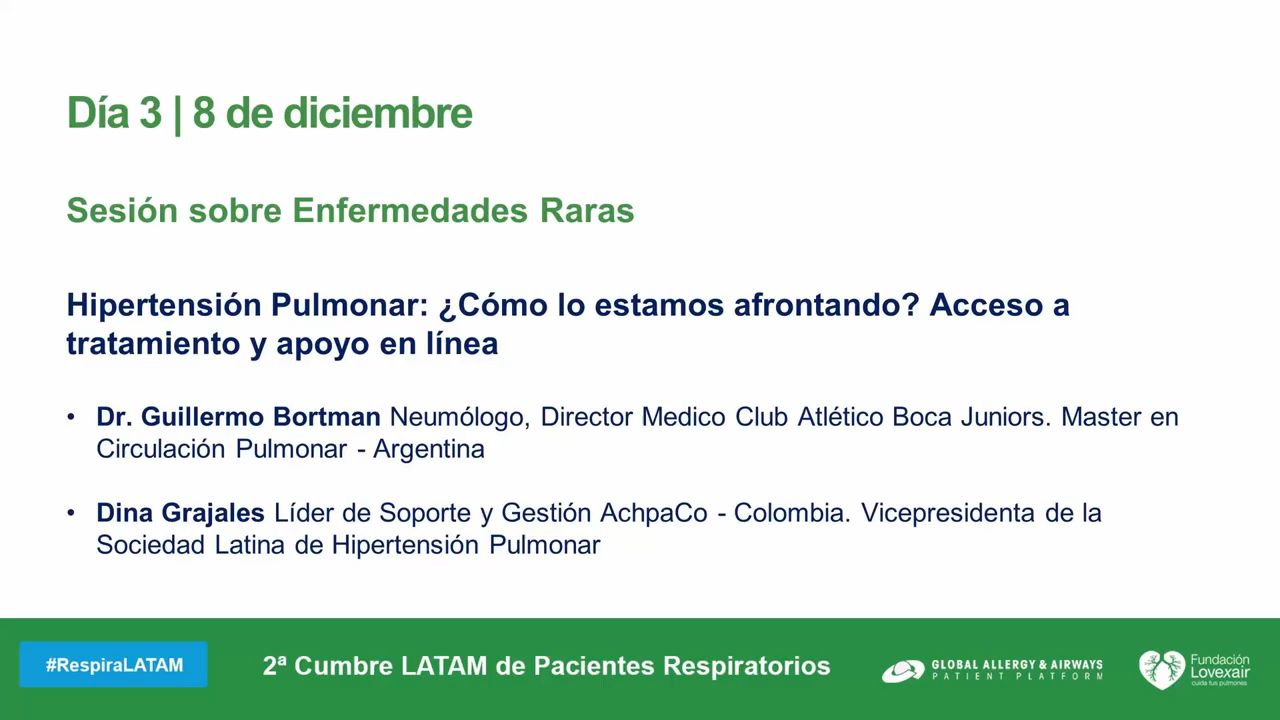 Día 3 | 8 de diciembre
Sesión sobre Enfermedades Raras
Hipertensión Pulmonar: ¿Cómo lo estamos afrontando? Acceso a
tratamiento y apoyo en línea
• Dr. Guillermo Bortman Neumólogo, Director Medico Club Atlético Boca Juniors. Master en
Circulación Pulmonar - Argentina
• Dina Grajales Líder de Soporte y Gestión AchpaCo - Colombia. Vicepresidenta de la
Sociedad Latina de Hipertensión Pulmonar
#RespiraLATAM
2ª Cumbre LATAM de Pacientes Respiratorios
GLOBAL ALLERGY & AIRWAYS
PATIENT PLATFORM
Fundación
Lovexair
cuida tus pulmones